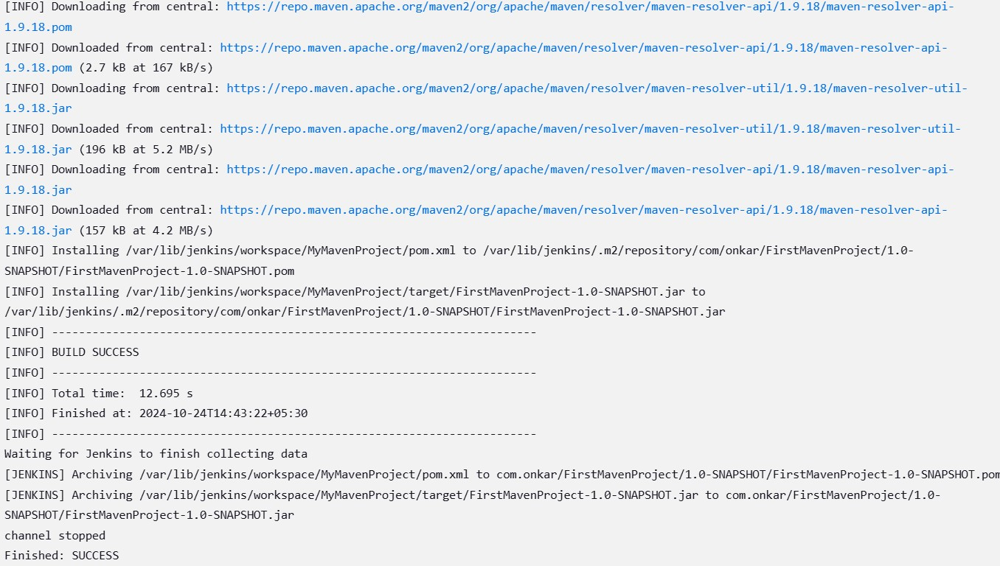 [INFO] Downloading from central: https://repo.maven.apache.org/maven2/org/apache/maven/resolver/maven-resolver-api/1.9.18/maven-resolver-api-
1.9.18.pom
[INFO] Downloaded from central: https://repo.maven.apache.org/maven2/org/apache/maven/resolver/maven-resolver-api/1.9.18/maven-resolver-api-
1.9.18.pom (2.7 kB at 167 kB/s)
[INFO] Downloading from central: https://repo.maven.apache.org/maven2/org/apache/maven/resolver/maven-resolver-util/1.9.18/maven-resolver-util-
1.9.18.jar
[INFO] Downloaded from central: https://repo.maven.apache.org/maven2/org/apache/maven/resolver/maven-resolver-util/1.9.18/maven-resolver-util-
1.9.18.jar (196 kB at 5.2 MB/s)
[INFO] Downloading from central: https://repo.maven.apache.org/maven2/org/apache/maven/resolver/maven-resolver-api/1.9.18/maven-resolver-api-
1.9.18.jar
[INFO] Downloaded from central: https://repo.maven.apache.org/maven2/org/apache/maven/resolver/maven-resolver-api/1.9.18/maven-resolver-api-
1.9.18.jar (157 kB at 4.2 MB/s)
[INFO] Installing /var/lib/jenkins/workspace/MyMavenProject/pom.xml to /var/lib/jenkins/.m2/repository/com/onkar/FirstMavenProject/1.0-
SNAPSHOT/FirstMavenProject-1.0-SNAPSHOT.pom
[INFO] Installing /var/lib/jenkins/workspace/MyMavenProject/target/FirstMavenProject-1.0-SNAPSHOT.jar to
/var/lib/jenkins/.m2/repository/com/onkar/FirstMavenProject/1.0-SNAPSHOT/FirstMavenProject-1.0-SNAPSHOT.jar
[INFO] ------------------------------------------------------------------------
[INFO] BUILD SUCCESS
[INFO] ------------------------------------------------------------------------
[INFO] Total time:  12.695 s
[INFO] Finished at: 2024-10-24T14:43:22+05:30
[INFO] ------------------------------------------------------------------------
Waiting for Jenkins to finish collecting data
[JENKINS] Archiving /var/lib/jenkins/workspace/MyMavenProject/pom.xml to com.onkar/FirstMavenProject/1.0-SNAPSHOT/FirstMavenProject-1.0-SNAPSHOT.pom
[JENKINS] Archiving /var/lib/jenkins/workspace/MyMavenProject/target/FirstMavenProject-1.0-SNAPSHOT.jar to com.onkar/FirstMavenProject/1.0-
SNAPSHOT/FirstMavenProject-1.0-SNAPSHOT.jar
channel stopped
Finished: SUCCESS